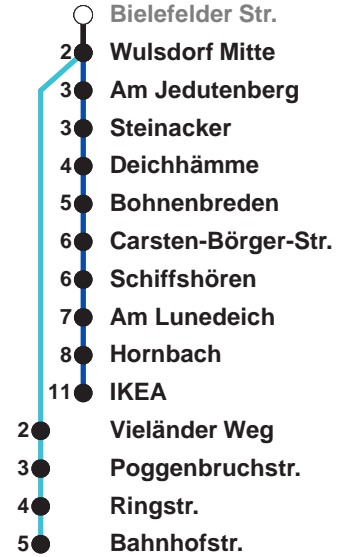 Bielefelder Str.
2 Wulsdorf Mitte
3 Am Jedutenberg
3 Steinacker
4 Deichhämme
5 Bohnenbreden
6 Carsten-Börger-Str.
6 Schiffshören
7 Am Lunedeich
8 Hornbach
11 IKEA
2 Vieländer Weg
3 Poggenbruchstr.
4 Ringstr.
5 Bahnhofstr.